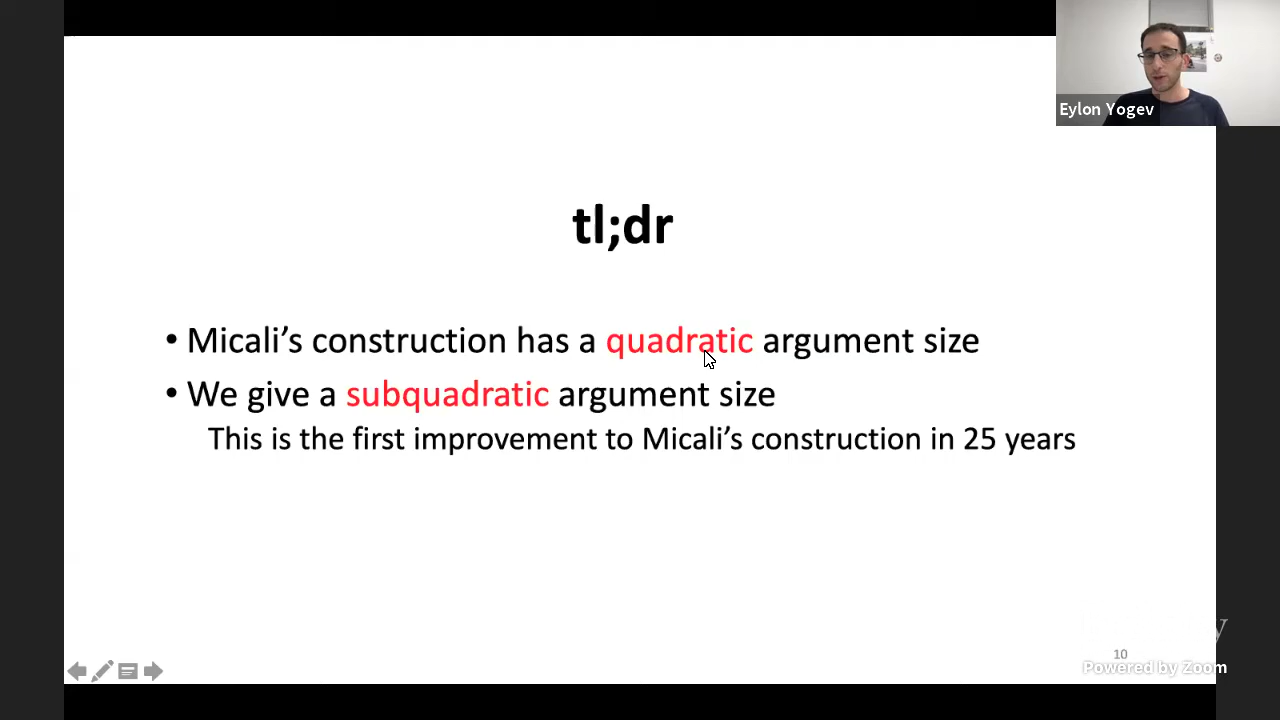 Eylon Yogev
tl;dr
• Micali's construction has a quadratic argument size
• We give a subquadratic argument size
This is the first improvement to Micali's construction in 25 years
10
Powered by Zoom